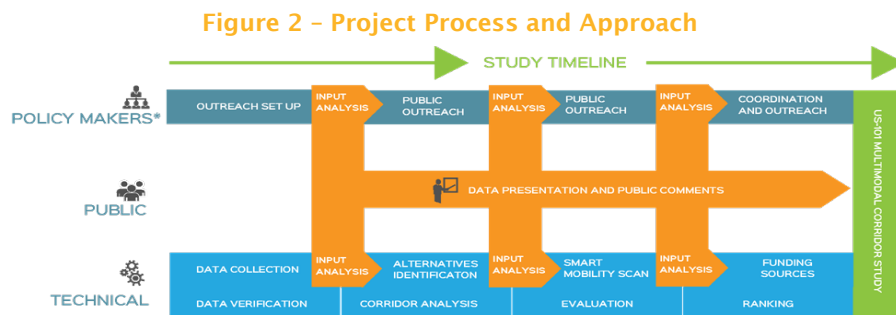 Figure 2 – Project Process and Approach
STUDY TIMELINE
POLICY MAKERS*
OUTREACH SET UP
INPUT
ANALYSIS
PUBLIC
OUTREACH
INPUT
ANALYSIS
PUBLIC
OUTREACH
INPUT
ANALYSIS
COORDINATION
AND OUTREACH
PUBLIC
DATA PRESENTATION AND PUBLIC COMMENTS
TECHNICAL
DATA COLLECTION
INPUT
ANALYSIS
ALTERNATIVES
IDENTIFICATON
INPUT
ANALYSIS
SMART
MOBILITY SCAN
INPUT
ANALYSIS
FUNDING
SOURCES
DATA VERIFICATION
CORRIDOR ANALYSIS
EVALUATION
RANKING
US-101 MULTIMODAL CORRIDOR STUDY